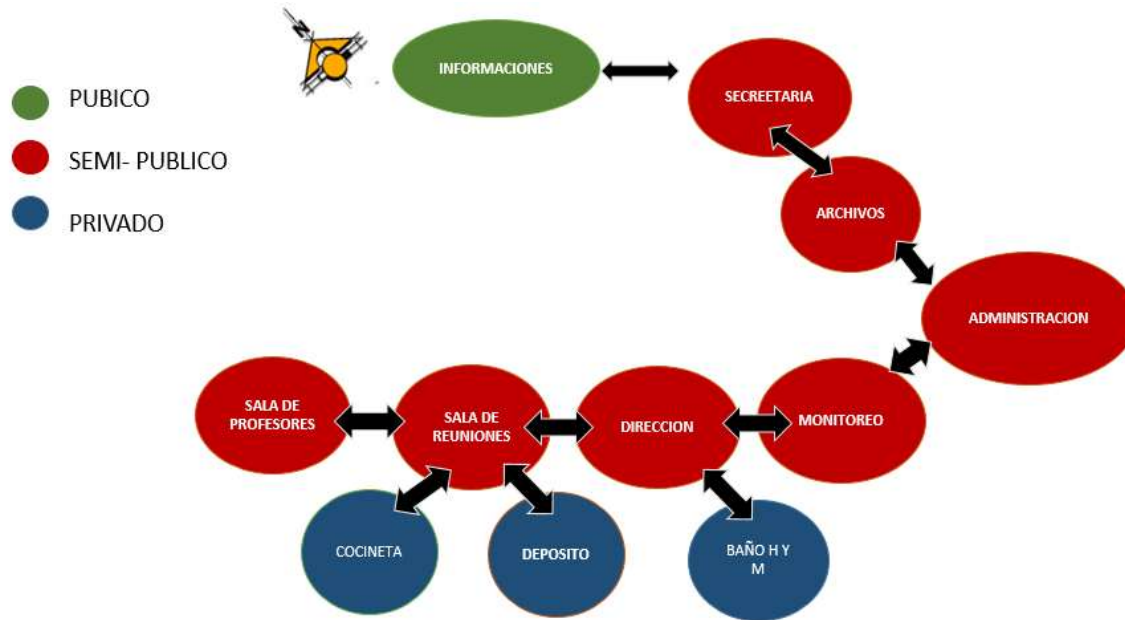 N
INFORMACIONES
PUBICO
SEMI- PUBLICO
PRIVADO
SECREETARIA
ARCHIVOS
ADMINISTRACION
SALA DE
PROFESORES
SALA DE
REUNIONES
DIRECCION
MONITOREO
COCINETA
DEPOSITO
BAÑO H Y
M